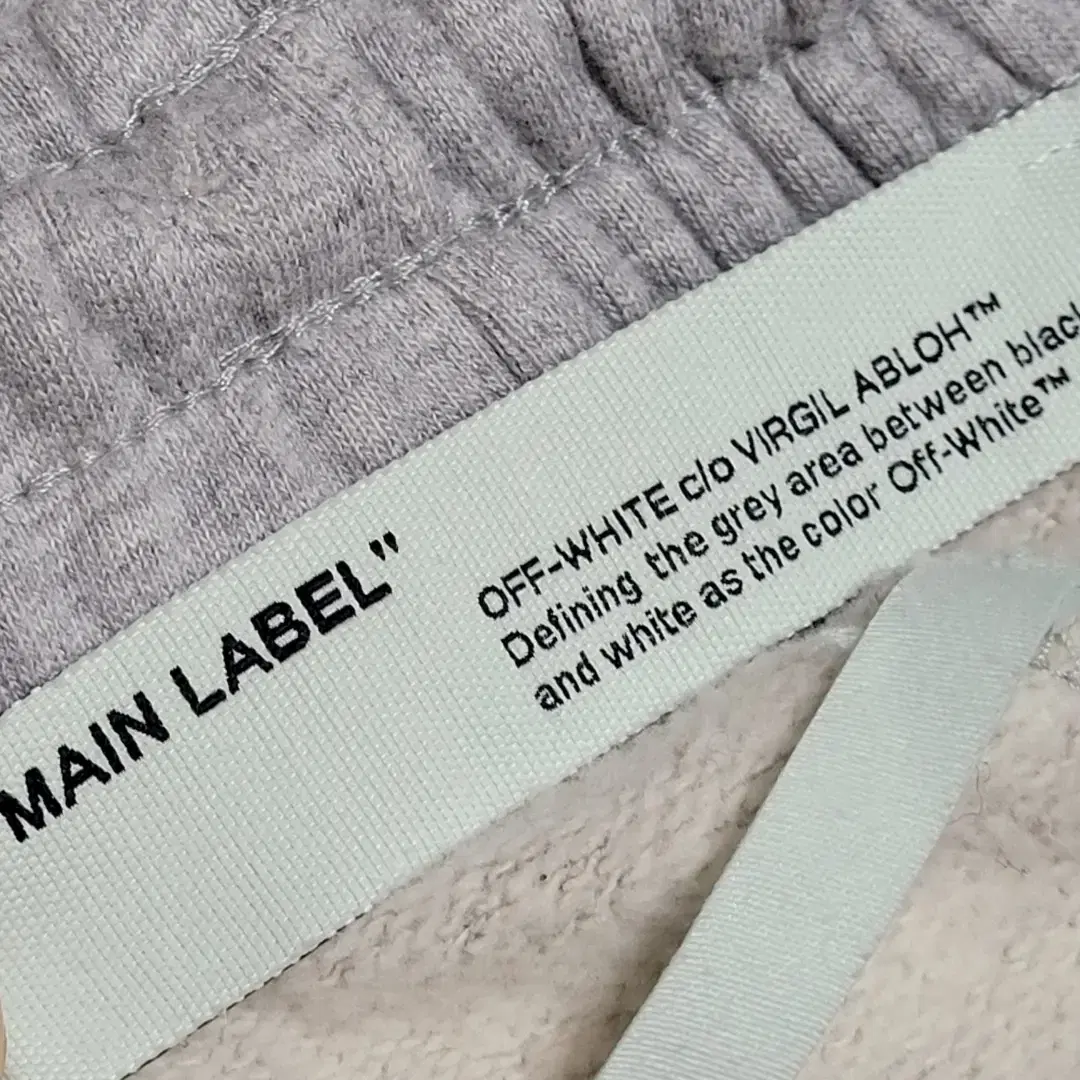 MAIN LABEL"
OFF-WHITE c/o VIRGIL ABLOH™
Defining the grey area between black
and white as the color Off-White™